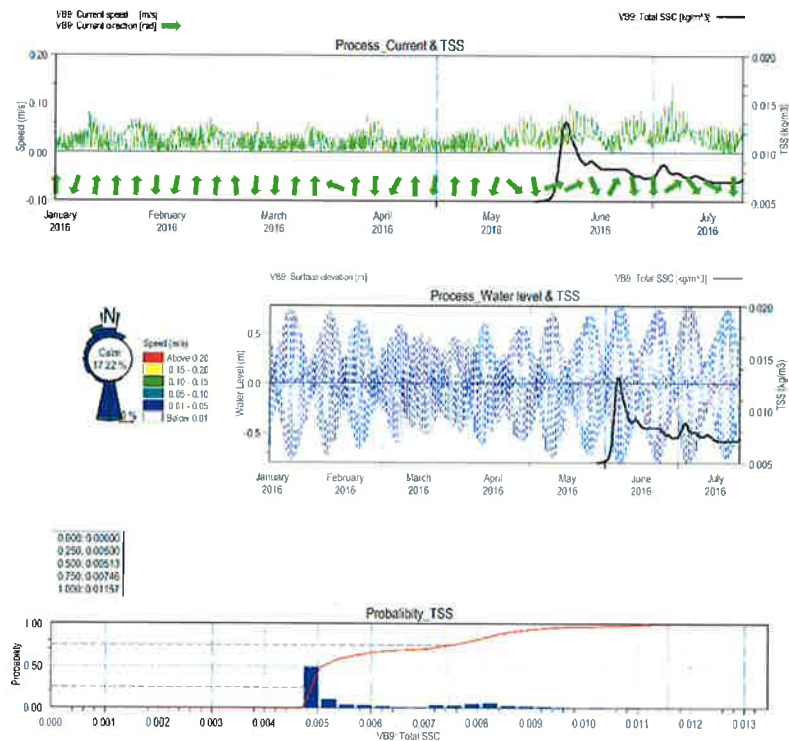 VB9: Current speed [m/s]
VB9: Current direction [rad]
VB9: Total SSC [kg/m^3]
Process_Current & TSS
0.20
0.10
0.00
-0.10
Speed (m/s)
0.020
0.015
0.010
0.005
TSS (kg/m3)
January 2016
February 2016
March 2016
April 2016
May 2016
June 2016
July 2016
VB9: Surface elevation [m]
VB9: Total SSC [kg/m^3]
Process_Water level & TSS
0.5
0.0
-0.5
Water Level (m)
0.020
0.015
0.010
0.005
TSS (kg/m3)
January 2016
February 2016
March 2016
April 2016
May 2016
June 2016
July 2016
N
Calm
17.22 %
%
Speed (m/s)
Above 0.20
0.15 - 0.20
0.10 - 0.15
0.05 - 0.10
0.01 - 0.05
Below 0.01
0.000: 0.00000
0.250: 0.00500
0.500: 0.00513
0.750: 0.00746
1.000: 0.01157
Probalibity_TSS
1.00
0.50
0.00
Probability
0.000
0.001
0.002
0.003
0.004
0.005
0.006
0.007
0.008
0.009
0.010
0.011
0.012
0.013
VB9: Total SSC